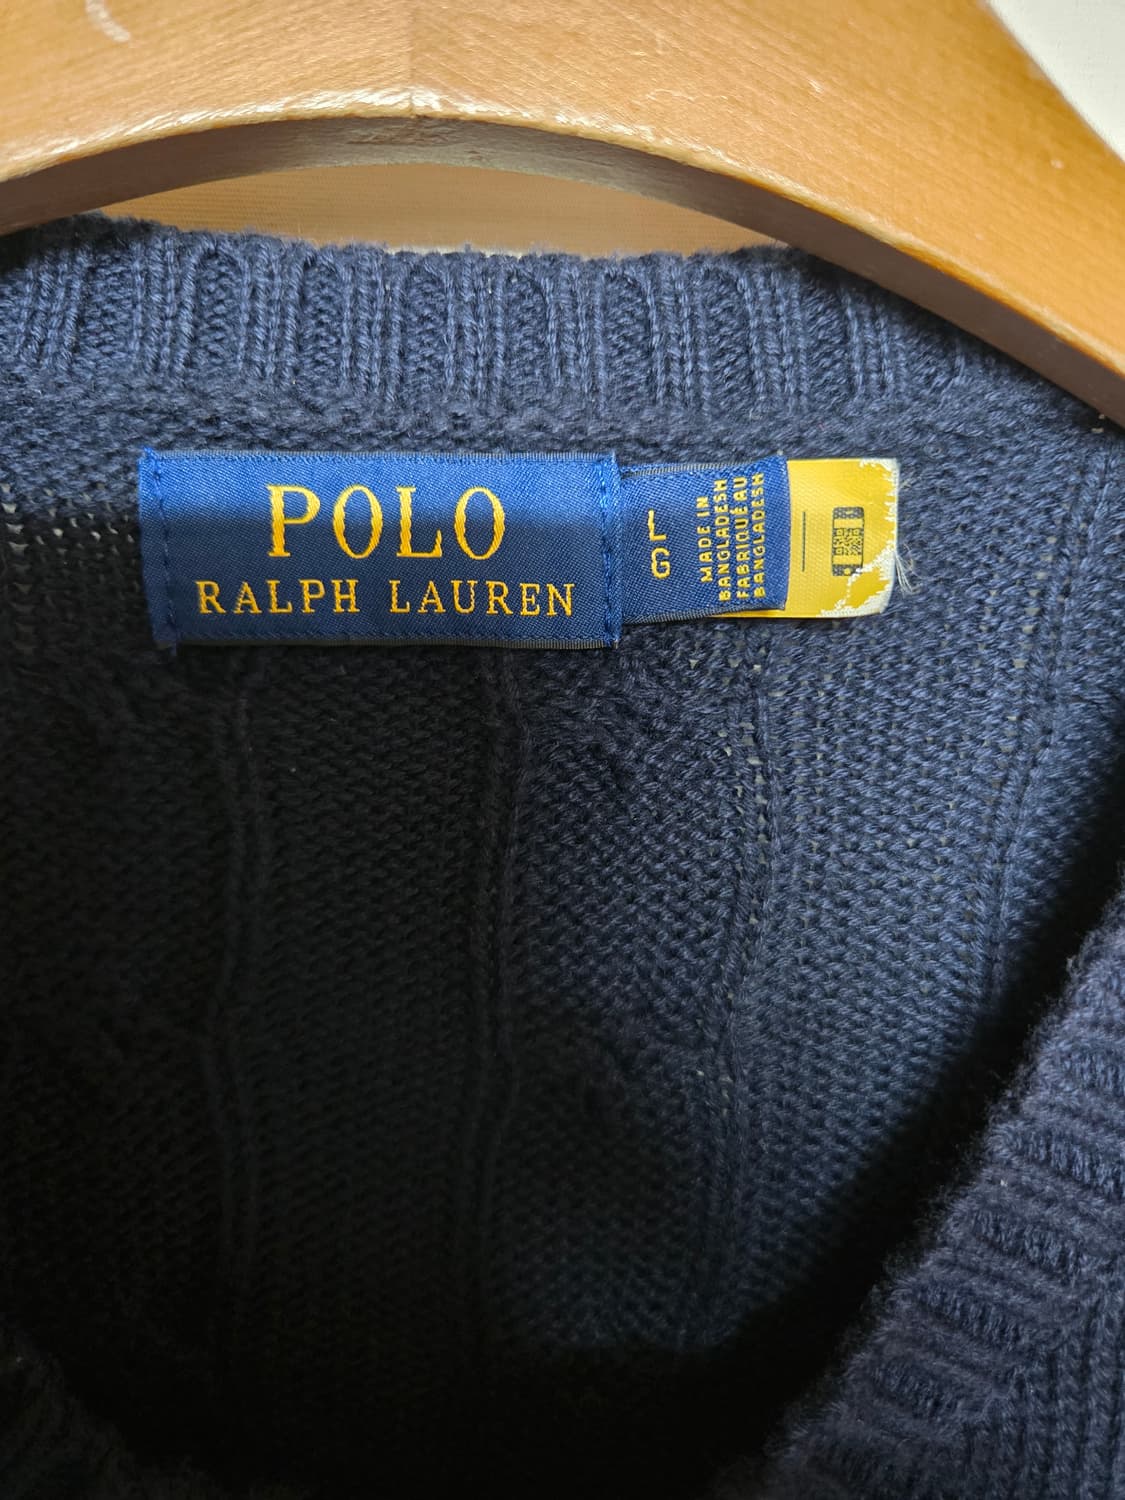 POLO
RALPH LAUREN
L
G
MADE IN
BANGLADESH
FABRIQUÉ AU
BANGLADESH